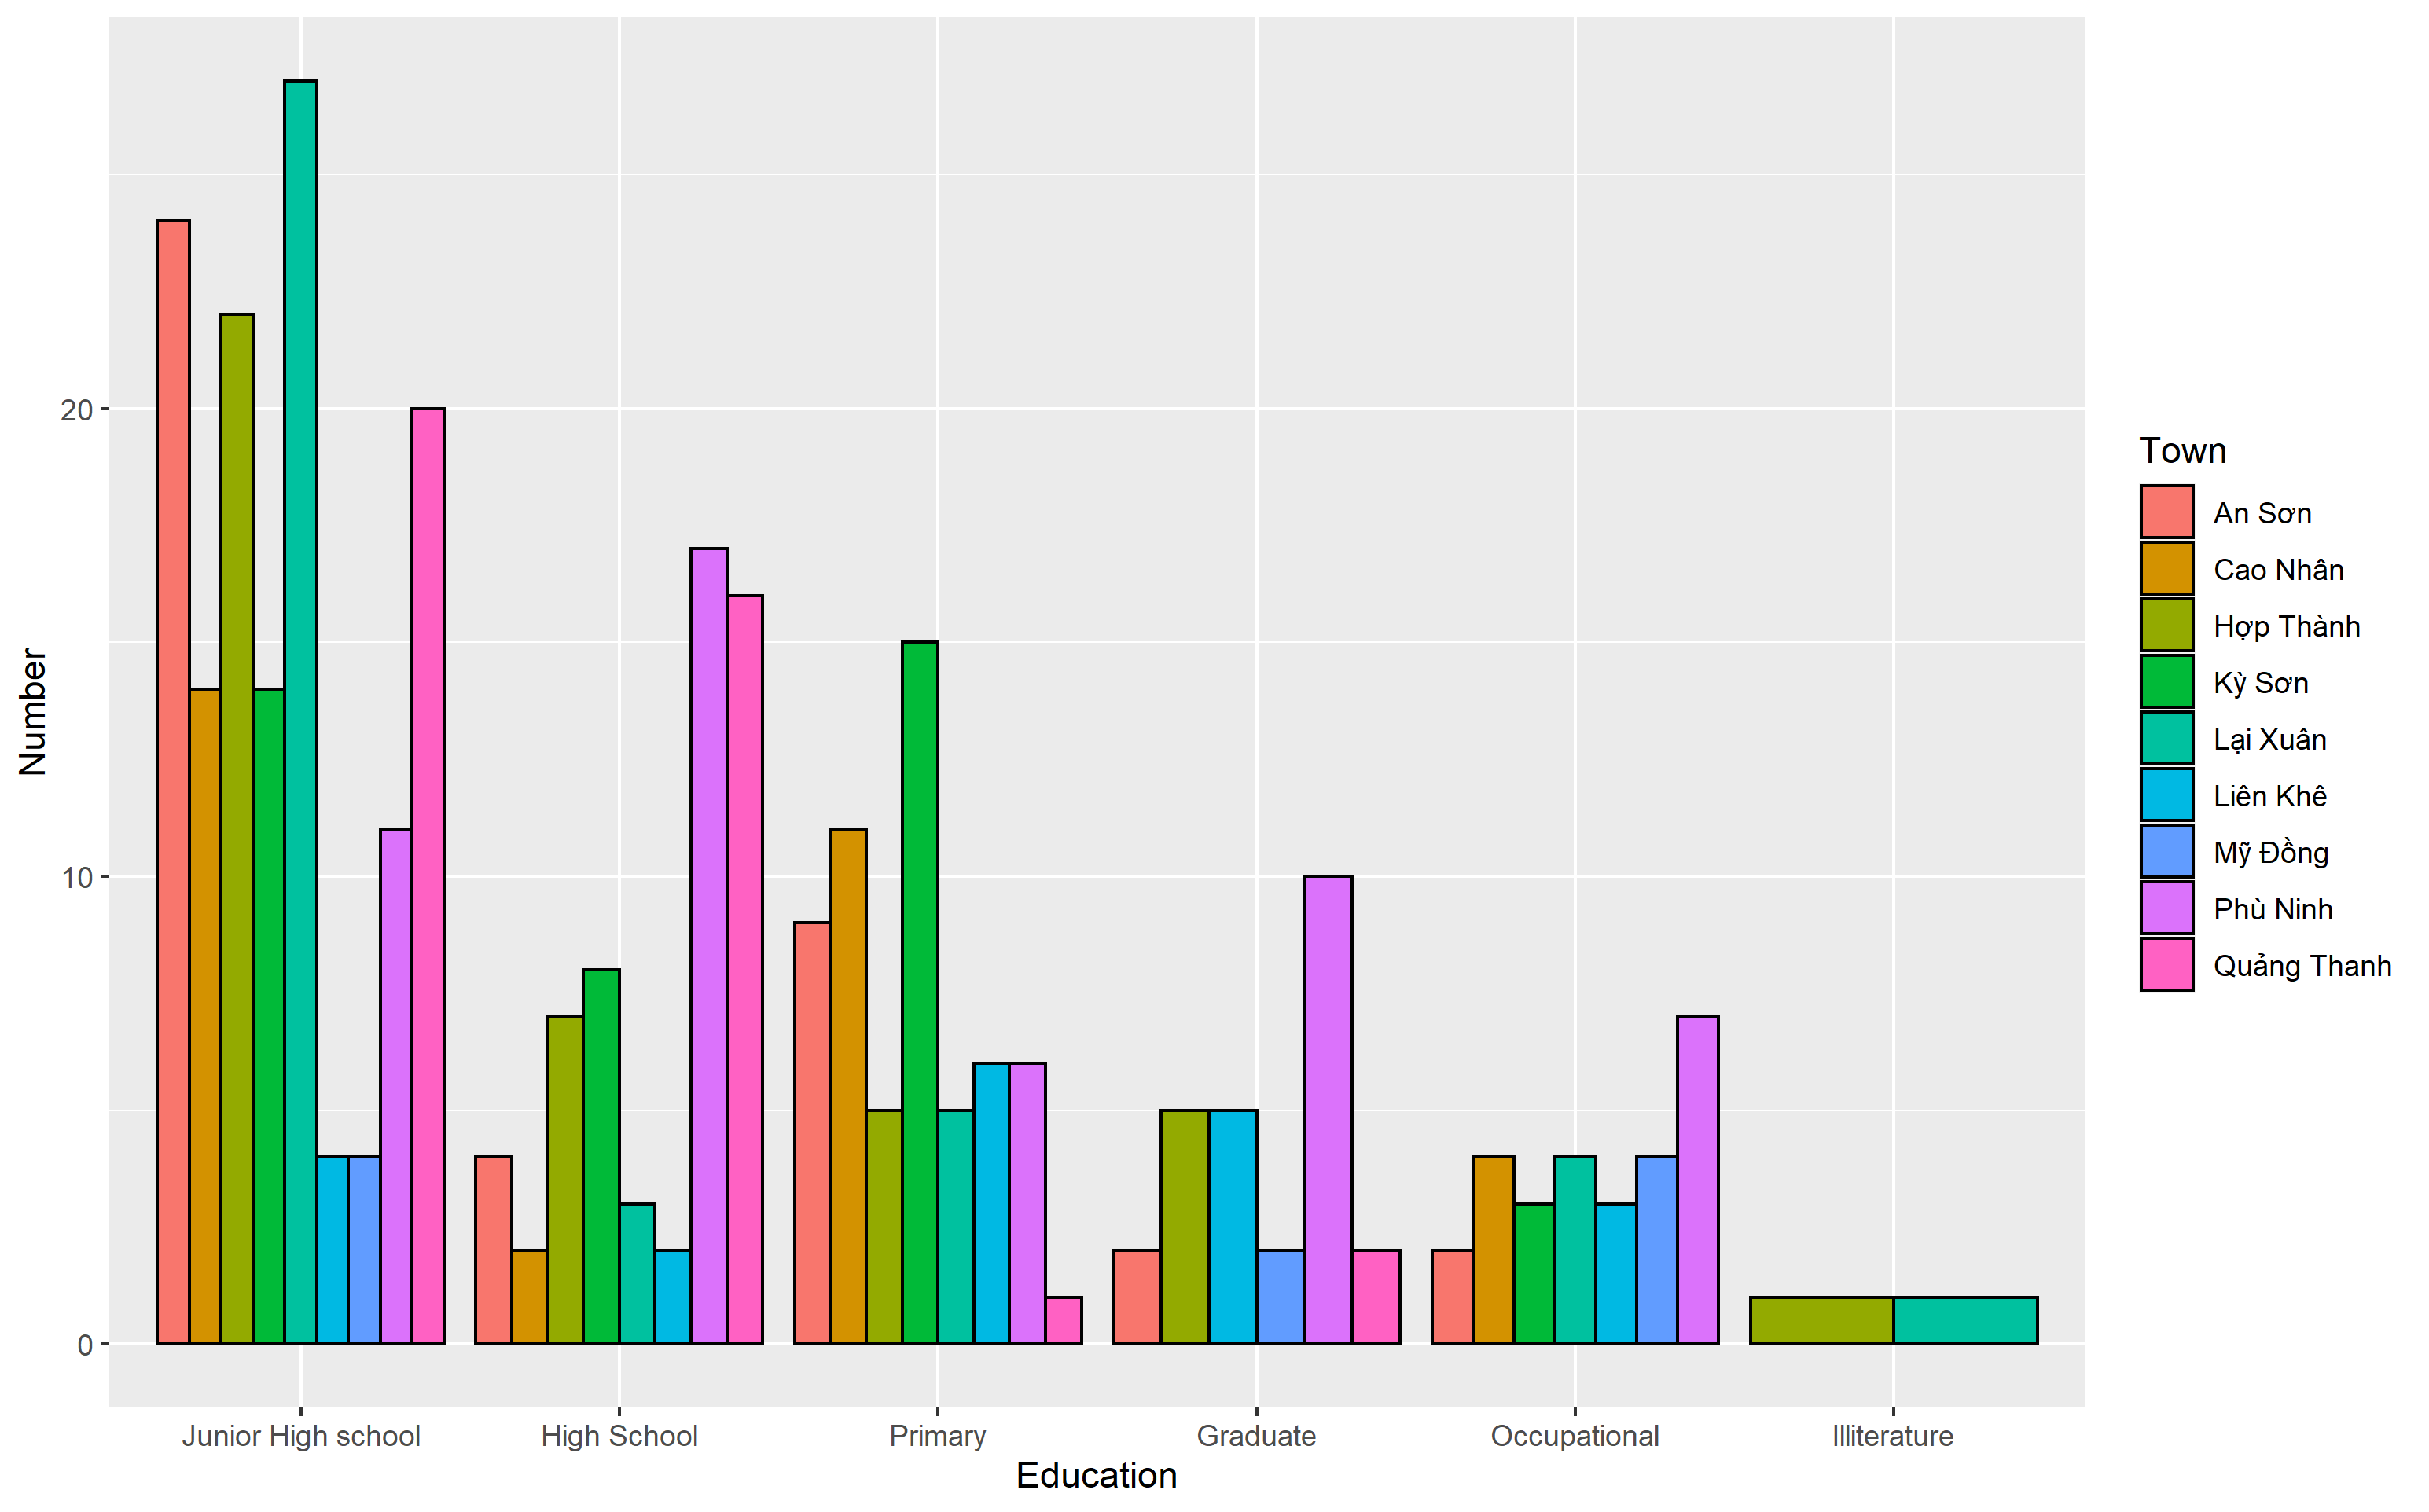 Number
20
10
0
Junior High school
High School
Primary
Graduate
Occupational
Illiterature
Education
Town
An Sơn
Cao Nhân
Hợp Thành
Kỳ Sơn
Lại Xuân
Liên Khê
Mỹ Đồng
Phù Ninh
Quảng Thanh